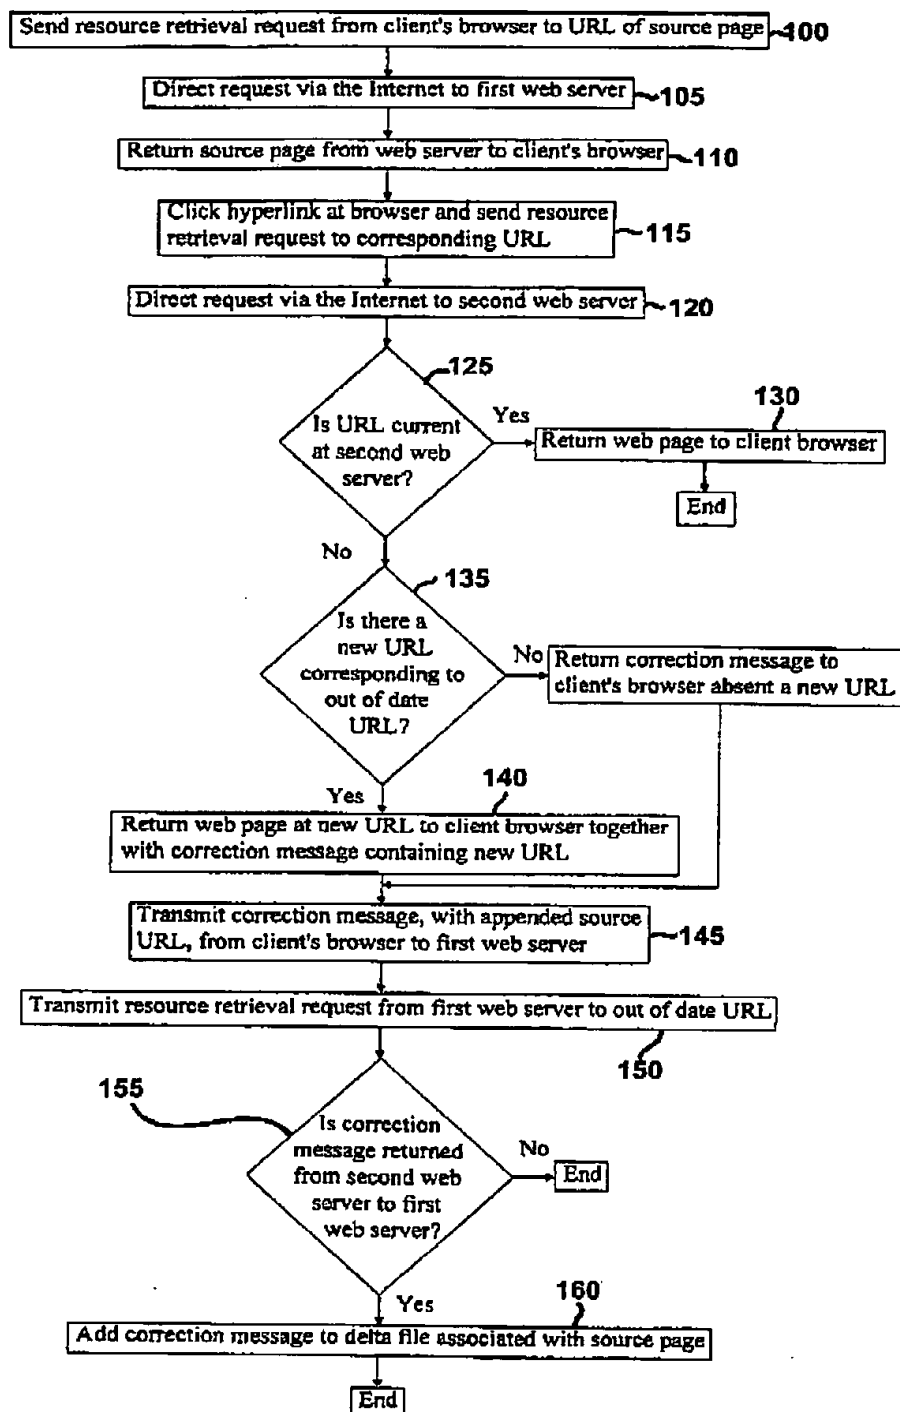 Send resource retrieval request from client's browser to URL of source page
100
Direct request via the Internet to first web server
105
Return source page from web server to client's browser
110
Click hyperlink at browser and send resource
retrieval request to corresponding URL
115
Direct request via the Internet to second web server
120
125
Is URL current
at second web
server?
Yes
130
Return web page to client browser
End
No
135
Is there a
new URL
corresponding to
out of date
URL?
No
Return correction message to
client's browser absent a new URL
Yes
140
Return web page at new URL to client browser together
with correction message containing new URL
Transmit correction message, with appended source
URL, from client's browser to first web server
145
Transmit resource retrieval request from first web server to out of date URL
150
155
Is correction
message returned
from second web
server to first
web server?
No
End
Yes
160
Add correction message to delta file associated with source page
End